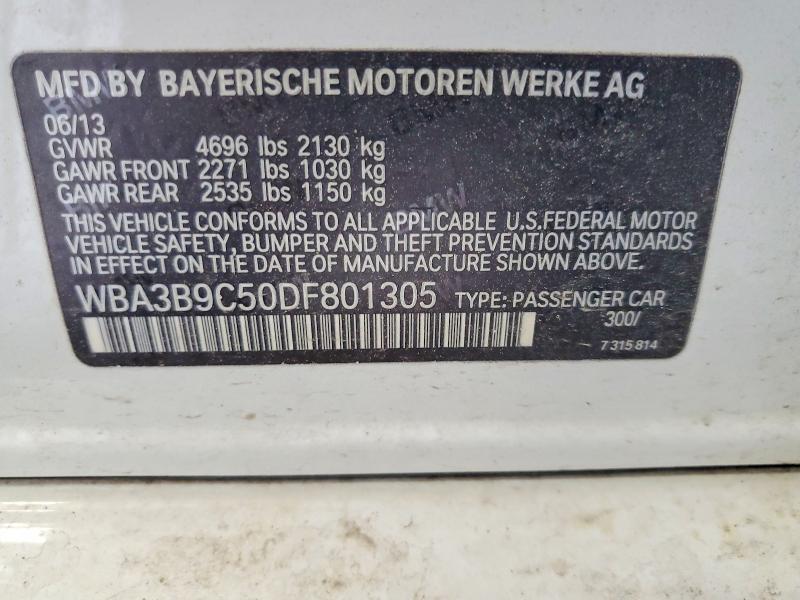 MFD BY BAYERISCHE MOTOREN WERKE AG
06/13
GVWR 4696 lbs 2130 kg
GAWR FRONT 2271 lbs 1030 kg
GAWR REAR 2535 lbs 1150 kg
THIS VEHICLE CONFORMS TO ALL APPLICABLE U.S.FEDERAL MOTOR
VEHICLE SAFETY, BUMPER AND THEFT PREVENTION STANDARDS
IN EFFECT ON THE DATE OF MANUFACTURE SHOWN ABOVE.
WBA3B9C50DF801305 TYPE: PASSENGER CAR
300/
7 315 814